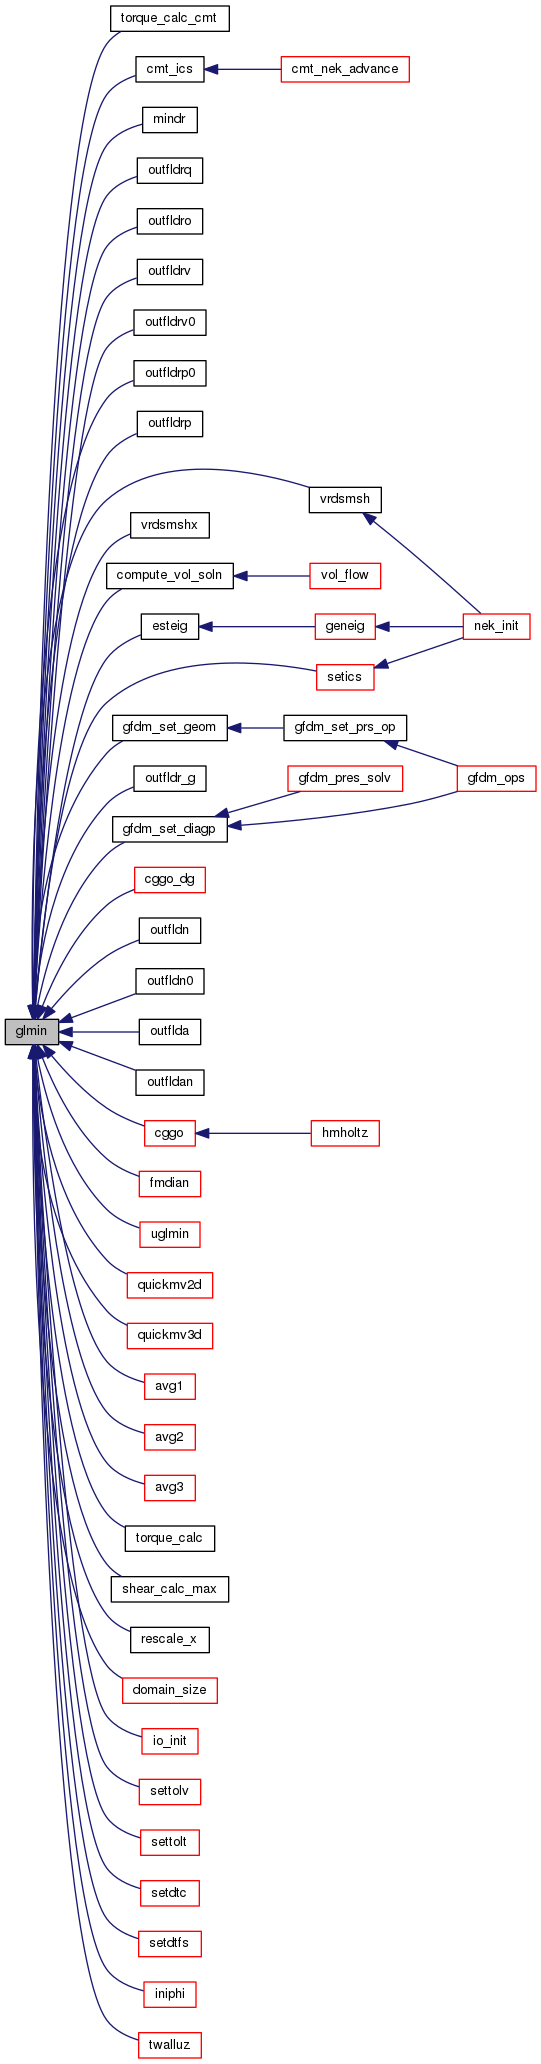 torque_calc_cmt
cmt_ics
cmt_nek_advance
mindr
outfldrq
outfldro
outfldrv
outfldrv0
outfldrp0
outfldrp
vrdsmsh
vrdsmshx
compute_vol_soln
vol_flow
esteig
geneig
nek_init
setics
gfdm_set_geom
gfdm_set_prs_op
outfldr_g
gfdm_pres_solv
gfdm_ops
gfdm_set_diagp
cggo_dg
outfldn
outfldn0
glmin
outflda
outfldan
cggo
hmholtz
fmdian
uglmin
quickmv2d
quickmv3d
avg1
avg2
avg3
torque_calc
shear_calc_max
rescale_x
domain_size
io_init
settolv
settolt
setdtc
setdtfs
iniphi
twalluz